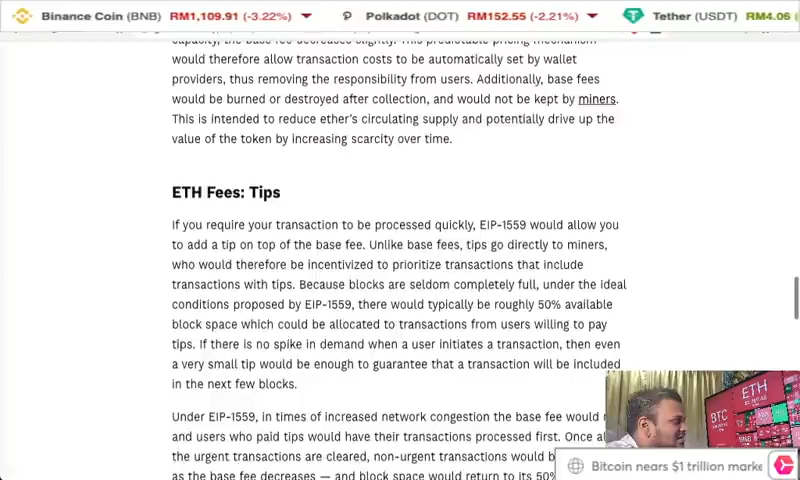 Binance Coin (BNB) RM1,109.91 (-3.22%) Polkadot (DOT) RM152.55 (-2.21%) Tether (USDT) RM4.06
capacity, the base fee decreases slightly. This predictable pricing mechanism
would therefore allow transaction costs to be automatically set by wallet
providers, thus removing the responsibility from users. Additionally, base fees
would be burned or destroyed after collection, and would not be kept by miners.
This is intended to reduce ether's circulating supply and potentially drive up the
value of the token by increasing scarcity over time.
ETH Fees: Tips
If you require your transaction to be processed quickly, EIP-1559 would allow you
to add a tip on top of the base fee. Unlike base fees, tips go directly to miners,
who would therefore be incentivized to prioritize transactions that include
transactions with tips. Because blocks are seldom completely full, under the ideal
conditions proposed by EIP-1559, there would typically be roughly 50% available
block space which could be allocated to transactions from users willing to pay
tips. If there is no spike in demand when a user initiates a transaction, then even
a very small tip would be enough to guarantee that a transaction will be included
in the next few blocks.
Under EIP-1559, in times of increased network congestion the base fee would
and users who paid tips would have their transactions processed first. Once
the urgent transactions are cleared, non-urgent transactions would
as the base fee decreases — and block space would return to its 50%
ETH
BTC
BNB
Bitcoin nears $1 trillion marke